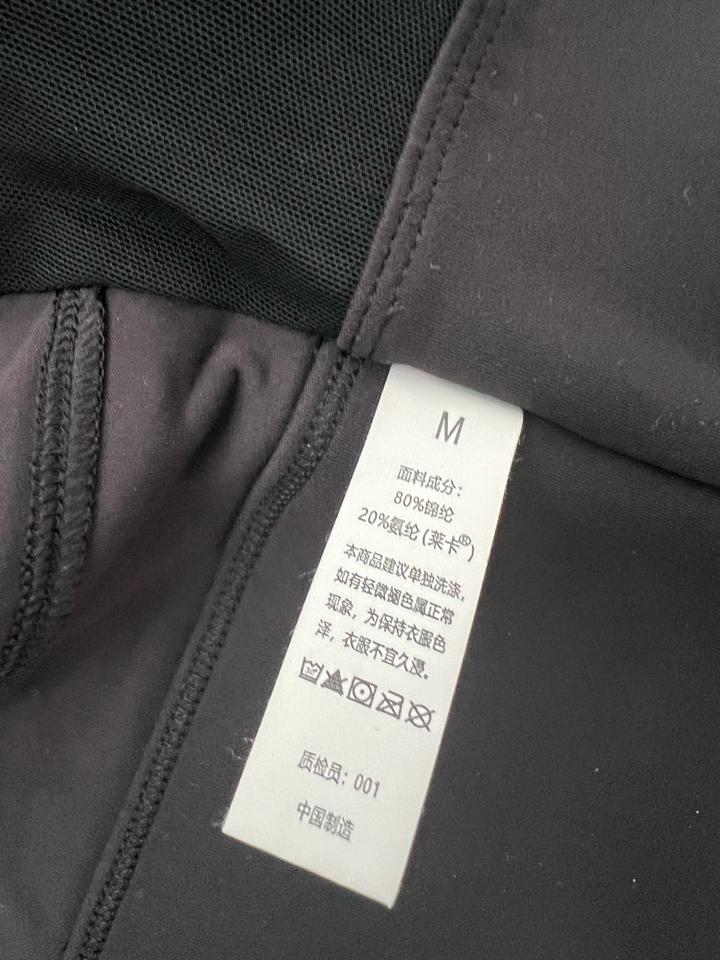 M
面料成分：
80%锦纶
20%氨纶 (莱卡®)
本商品建议单独洗涤，
如有轻微褪色属正常
现象，为保持衣服色
泽，衣服不宜久浸。
质检员：001
中国制造